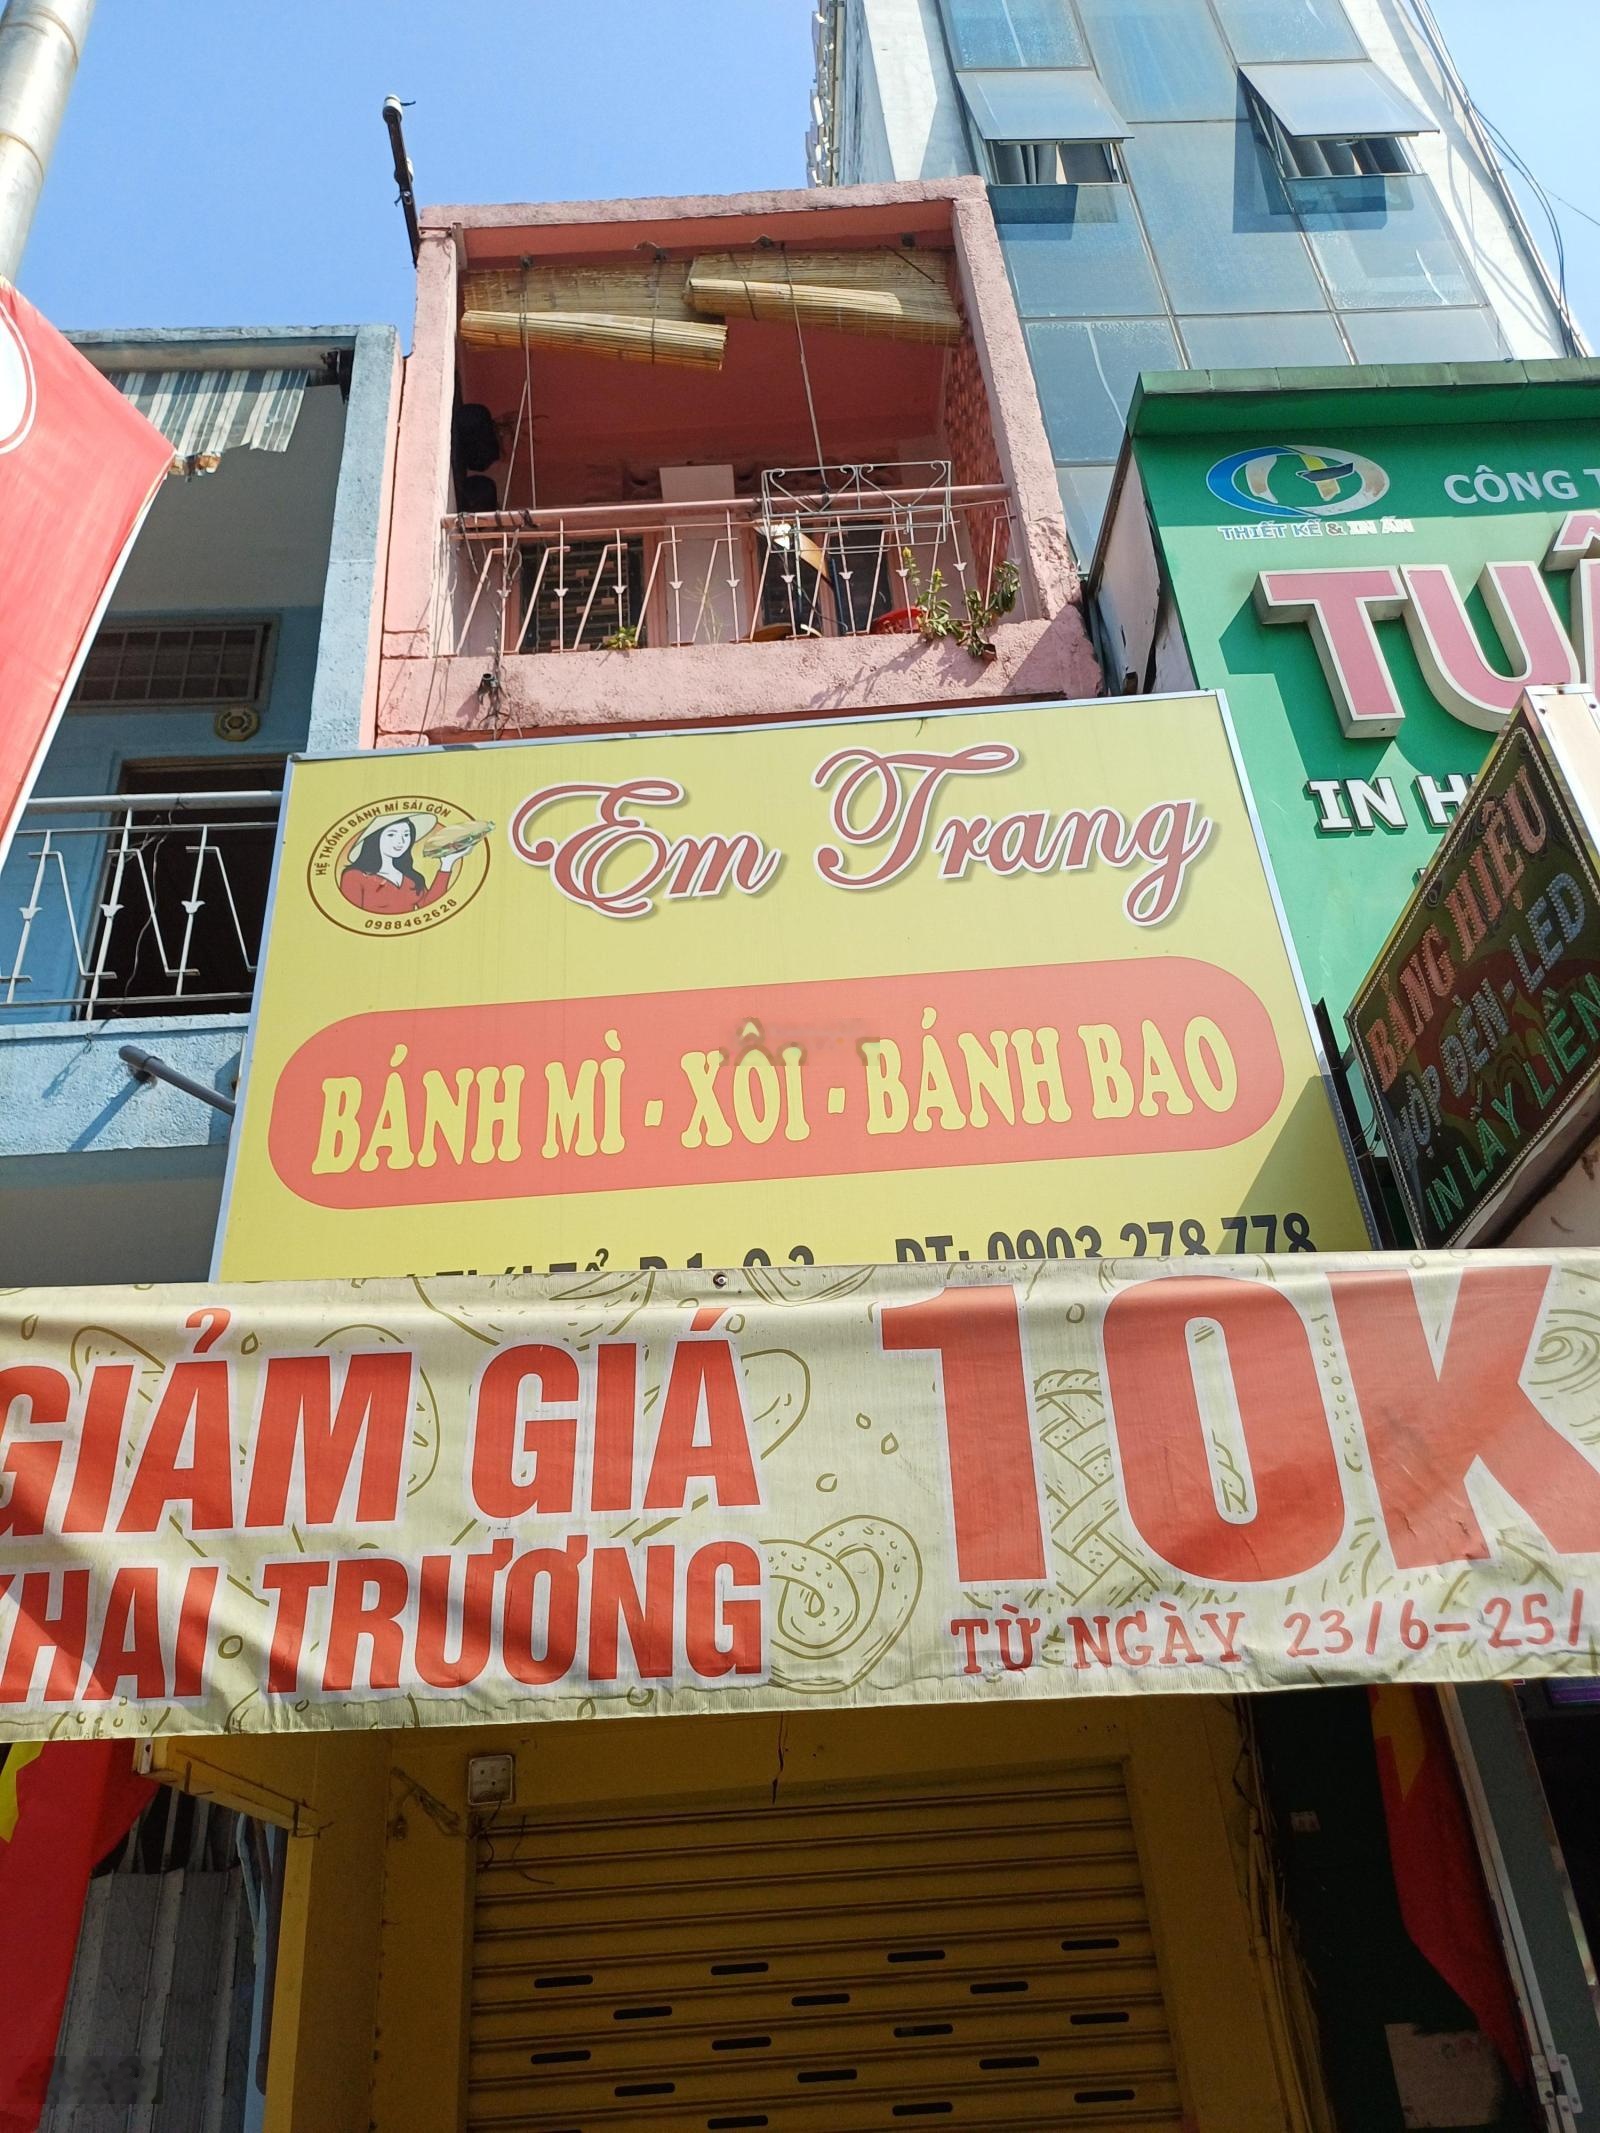 CÔNG
THIẾT KẾ & IN ẤN
IN
HỆ THỐNG BÁNH MÌ SÀI GÒN
0988462628
Em Trang
BÁNH MÌ - XÔI - BÁNH BAO
ĐT: 0903 278 778
BẢNG HIỆU
HỘP ĐÈN - LED
IN LẤY LIỀN
GIẢM GIÁ
KHAI TRƯƠNG
10K
TỪ NGÀY 23/6-25/